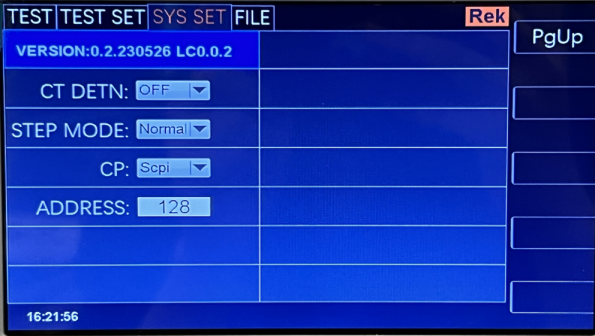 TEST TEST SET SYS SET FILE Rek
PgUp
VERSION:0.2.230526 LC0.0.2
CT DETN: OFF
STEP MODE: Normal
CP: Scpi
ADDRESS: 128
16:21:56